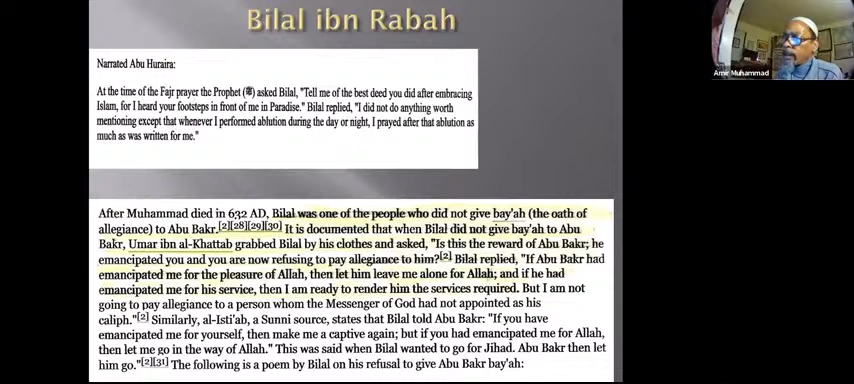 Bilal ibn Rabah
Narrated Abu Huraira:
At the time of the Fajr prayer the Prophet (ﷺ) asked Bilal, "Tell me of the best deed you did after embracing
Islam, for I heard your footsteps in front of me in Paradise." Bilal replied, "I did not do anything worth
mentioning except that whenever I performed ablution during the day or night, I prayed after that ablution as
much as was written for me."
After Muhammad died in 632 AD, Bilal was one of the people who did not give bay'ah (the oath of
allegiance) to Abu Bakr.[2][28][29][30] It is documented that when Bilal did not give bay'ah to Abu
Bakr, Umar ibn al-Khattab grabbed Bilal by his clothes and asked, "Is this the reward of Abu Bakr; he
emancipated you and you are now refusing to pay allegiance to him?[2] Bilal replied, "If Abu Bakr had
emancipated me for the pleasure of Allah, then let him leave me alone for Allah; and if he had
emancipated me for his service, then I am ready to render him the services required. But I am not
going to pay allegiance to a person whom the Messenger of God had not appointed as his
caliph."[2] Similarly, al-Isti'ab, a Sunni source, states that Bilal told Abu Bakr: "If you have
emancipated me for yourself, then make me a captive again; but if you had emancipated me for Allah,
then let me go in the way of Allah." This was said when Bilal wanted to go for Jihad. Abu Bakr then let
him go."[2][31] The following is a poem by Bilal on his refusal to give Abu Bakr bay'ah:
Amir Muhammad